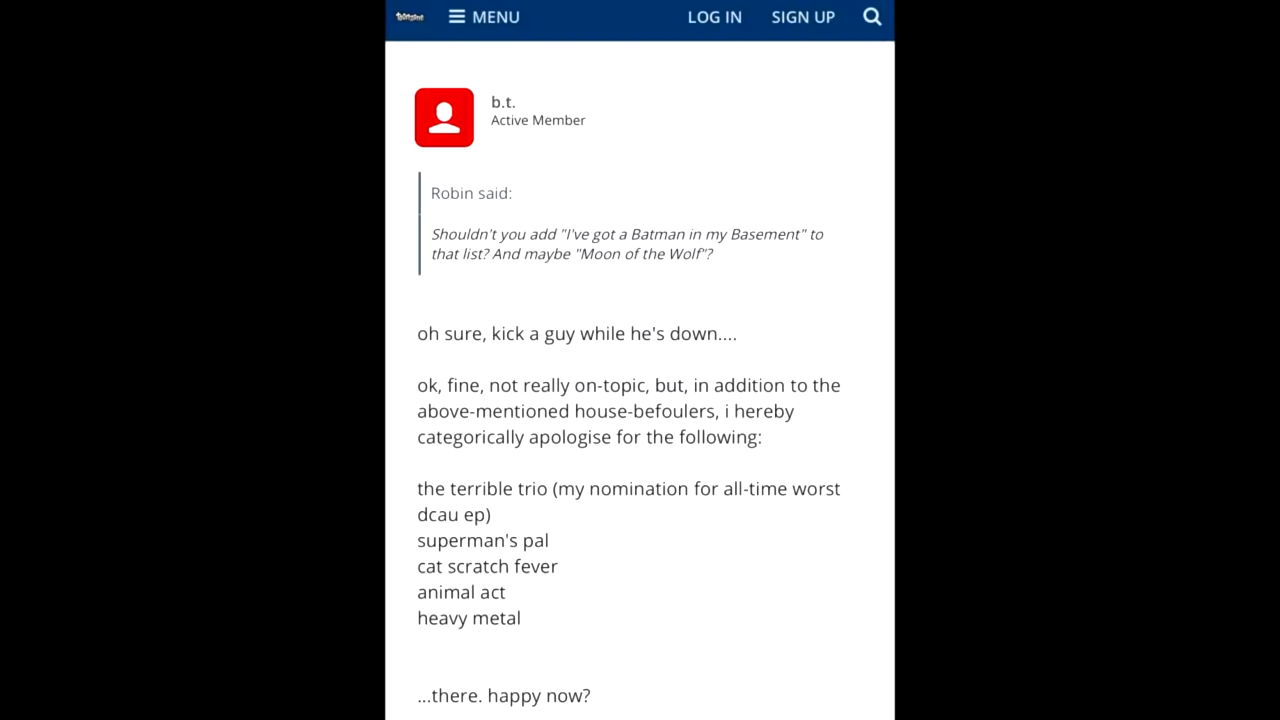 MENU LOG IN SIGN UP
b.t.
Active Member
Robin said:
Shouldn't you add "I've got a Batman in my Basement" to
that list? And maybe "Moon of the Wolf"?
oh sure, kick a guy while he's down....
ok, fine, not really on-topic, but, in addition to the
above-mentioned house-befoulers, i hereby
categorically apologise for the following:
the terrible trio (my nomination for all-time worst
dcau ep)
superman's pal
cat scratch fever
animal act
heavy metal
...there. happy now?